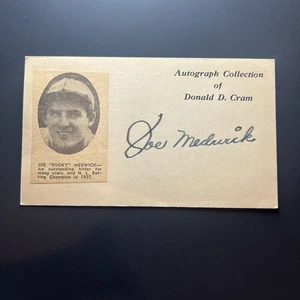 Autograph Collection
of
Donald D. Cram
Joe Medwick
JOE "DUCKY" MEDWICK—
An outstanding hitter for
many years, and N. L. Bat-
ting Champion in 1937.